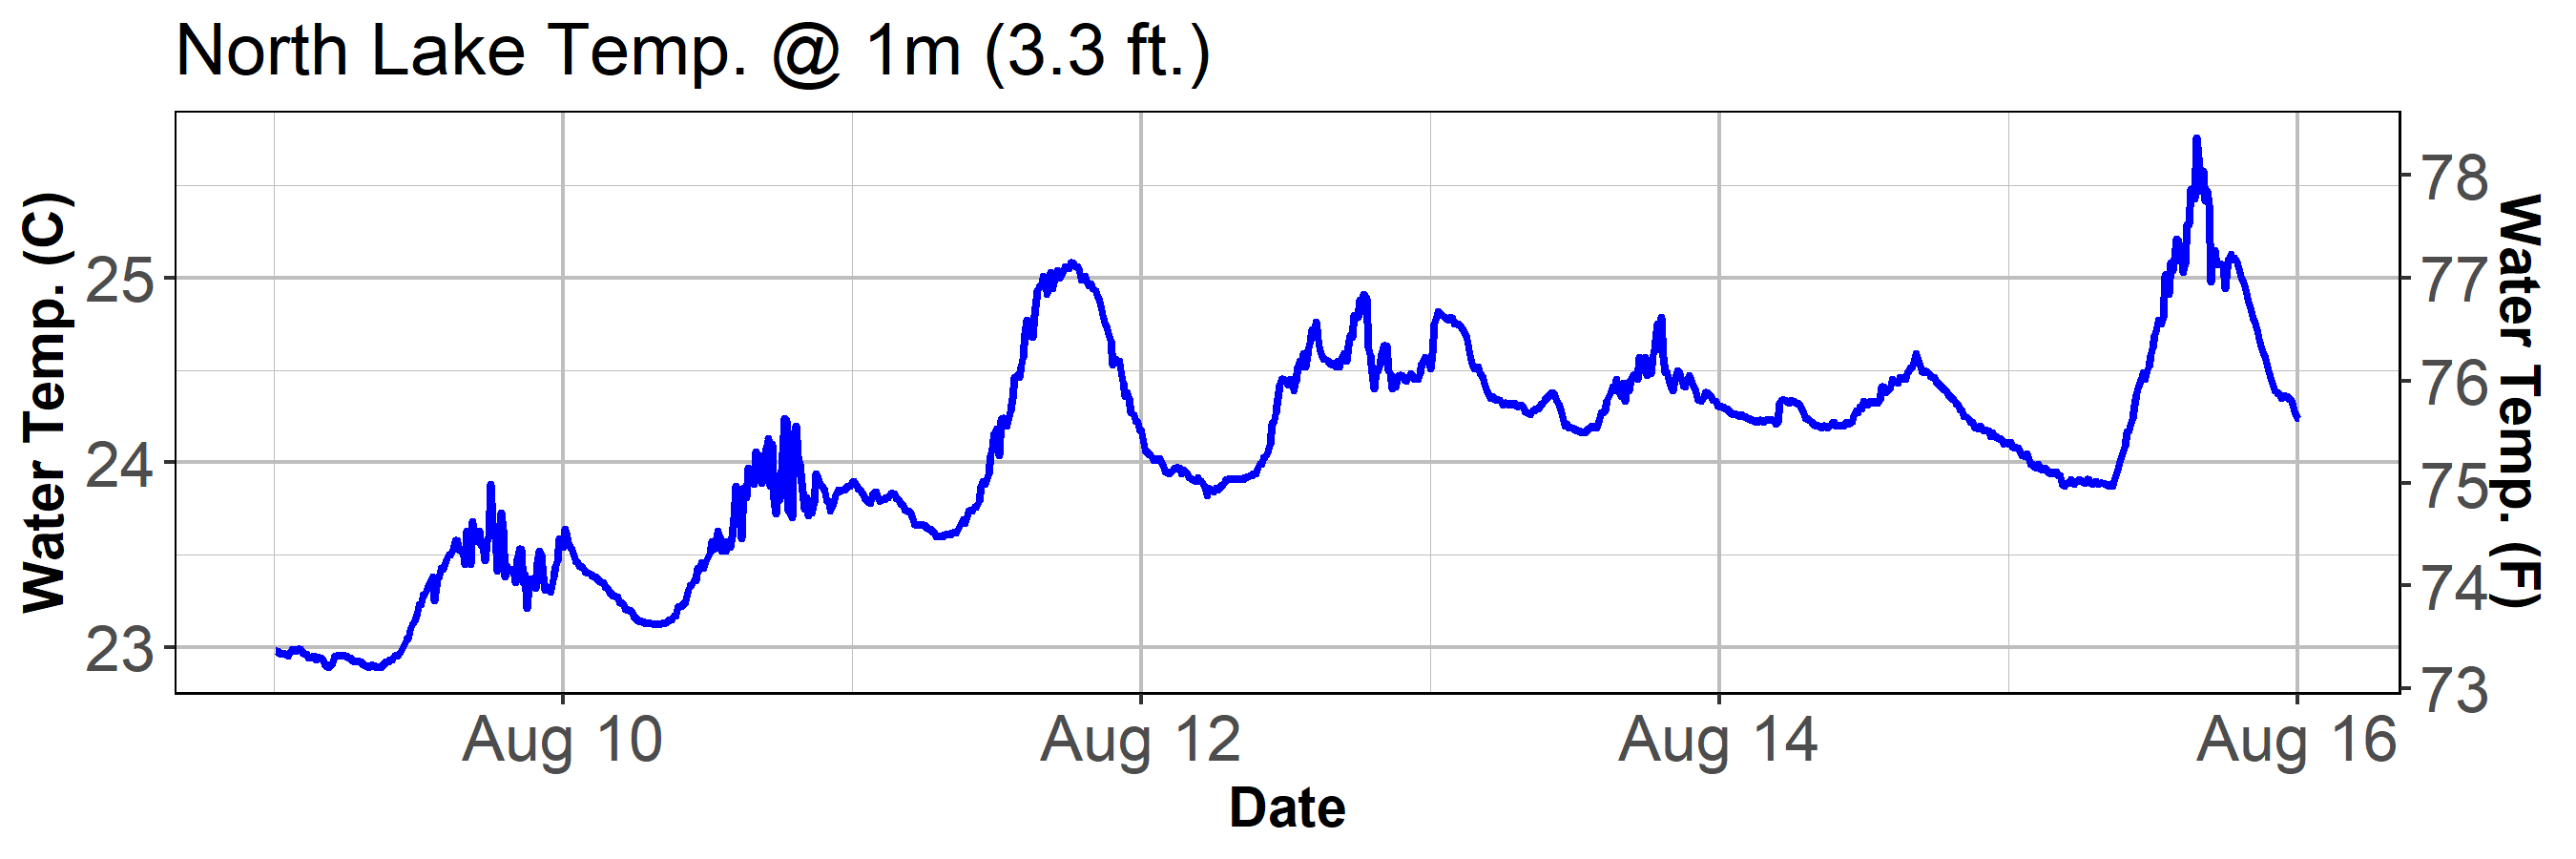 North Lake Temp. @ 1m (3.3 ft.)
Water Temp. (C)
25
24
23
78
77
76
75
74
73
Water Temp. (F)
Aug 10
Aug 12
Aug 14
Aug 16
Date